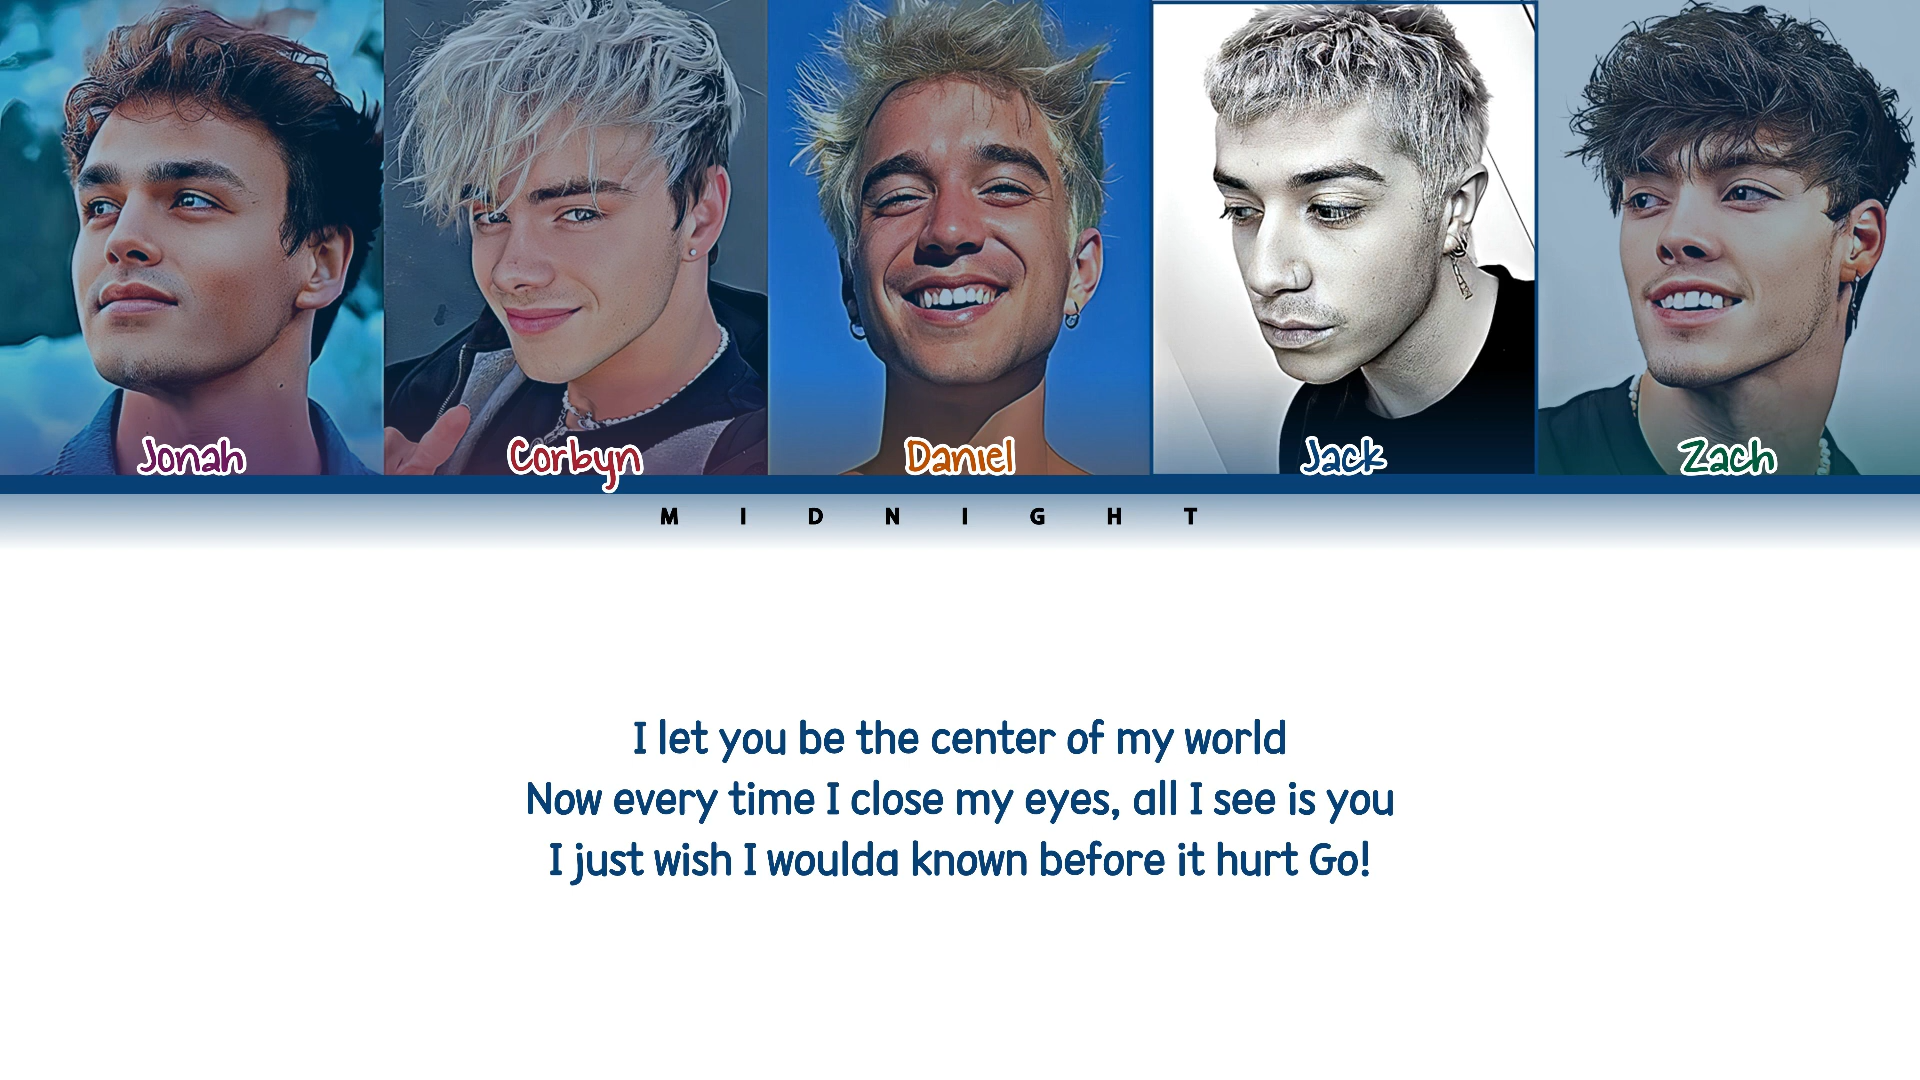 Jonah Corbyn Daniel Jack Zach
MIDNIGHT
I let you be the center of my world
Now every time I close my eyes, all I see is you
I just wish I woulda known before it hurt Go!